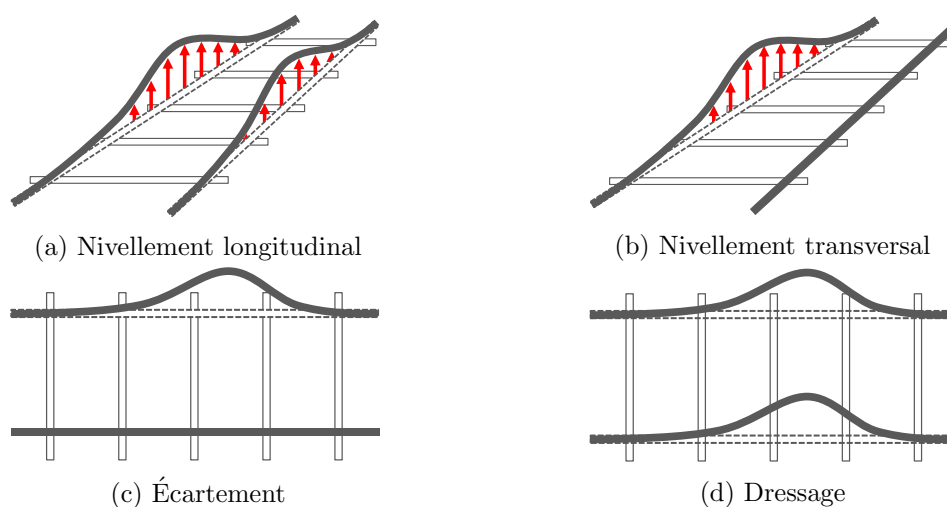 (a) Nivellement longitudinal
(b) Nivellement transversal
(c) Écartement
(d) Dressage